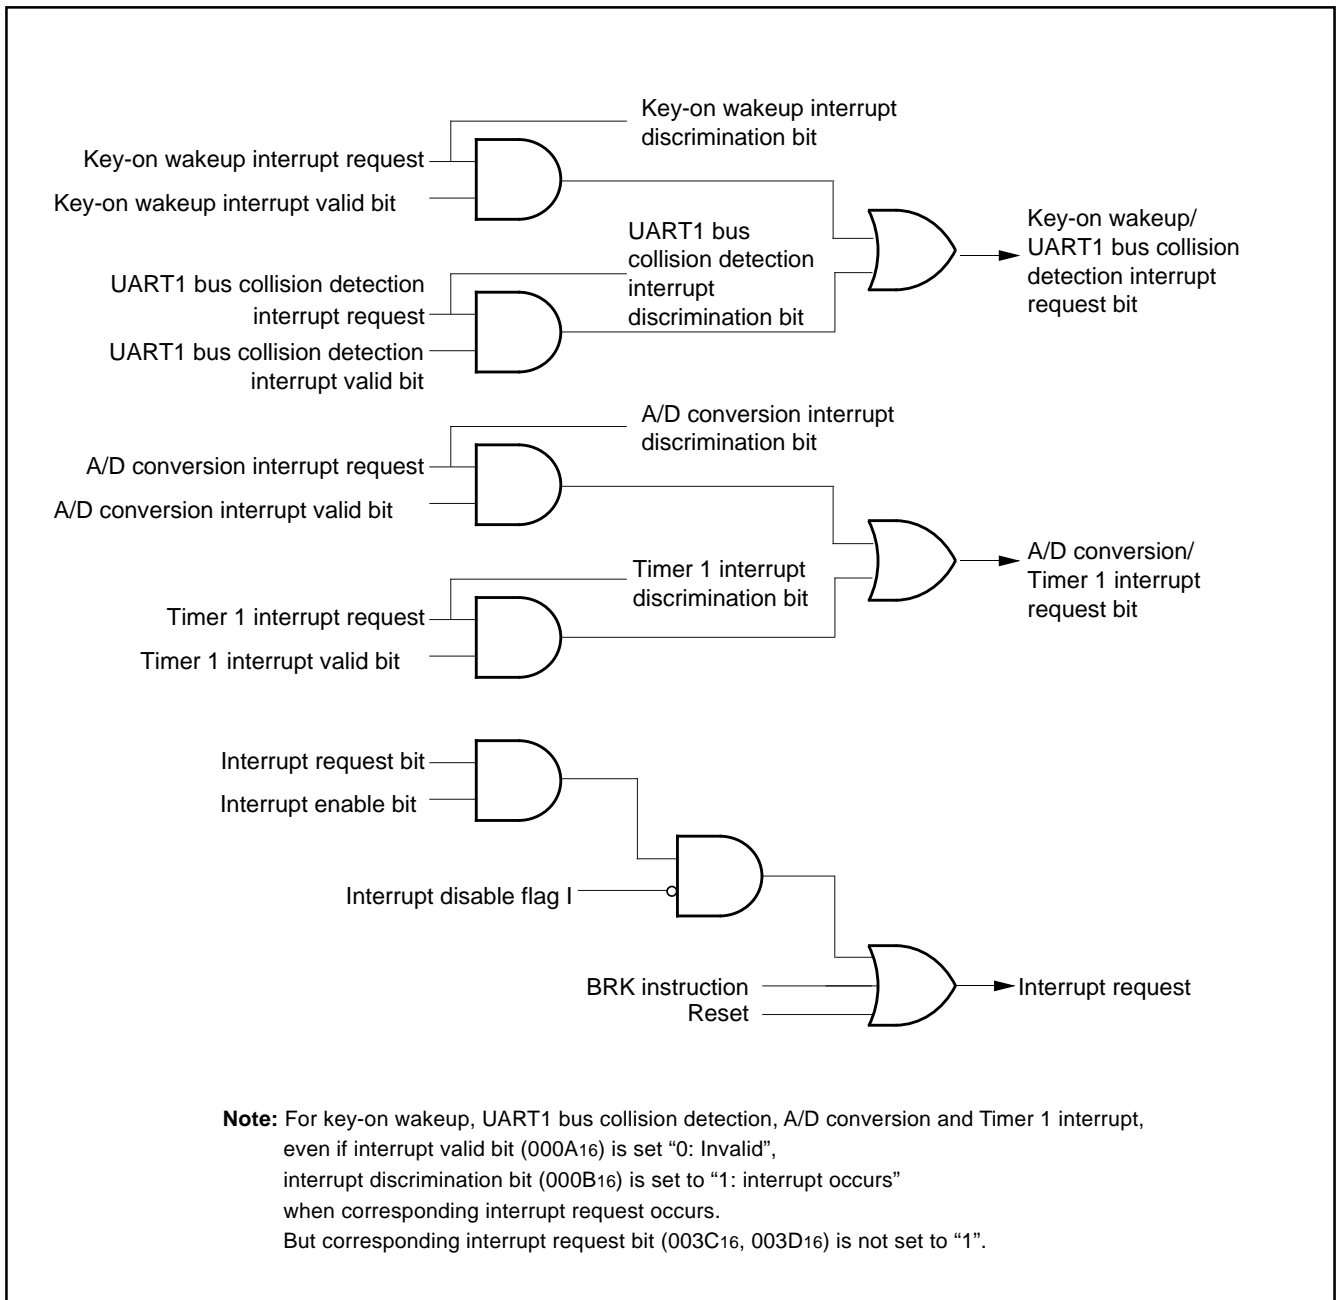 Key-on wakeup interrupt
discrimination bit
Key-on wakeup interrupt request
Key-on wakeup interrupt valid bit
UART1 bus
collision detection
interrupt
discrimination bit
UART1 bus collision detection
interrupt request
UART1 bus collision detection
interrupt valid bit
Key-on wakeup/
UART1 bus collision
detection interrupt
request bit
A/D conversion interrupt
discrimination bit
A/D conversion interrupt request
A/D conversion interrupt valid bit
Timer 1 interrupt
discrimination bit
Timer 1 interrupt request
Timer 1 interrupt valid bit
A/D conversion/
Timer 1 interrupt
request bit
Interrupt request bit
Interrupt enable bit
Interrupt disable flag I
BRK instruction
Reset
Interrupt request
Note: For key-on wakeup, UART1 bus collision detection, A/D conversion and Timer 1 interrupt,
even if interrupt valid bit (000A16) is set “0: Invalid”,
interrupt discrimination bit (000B16) is set to “1: interrupt occurs”
when corresponding interrupt request occurs.
But corresponding interrupt request bit (003C16, 003D16) is not set to “1”.